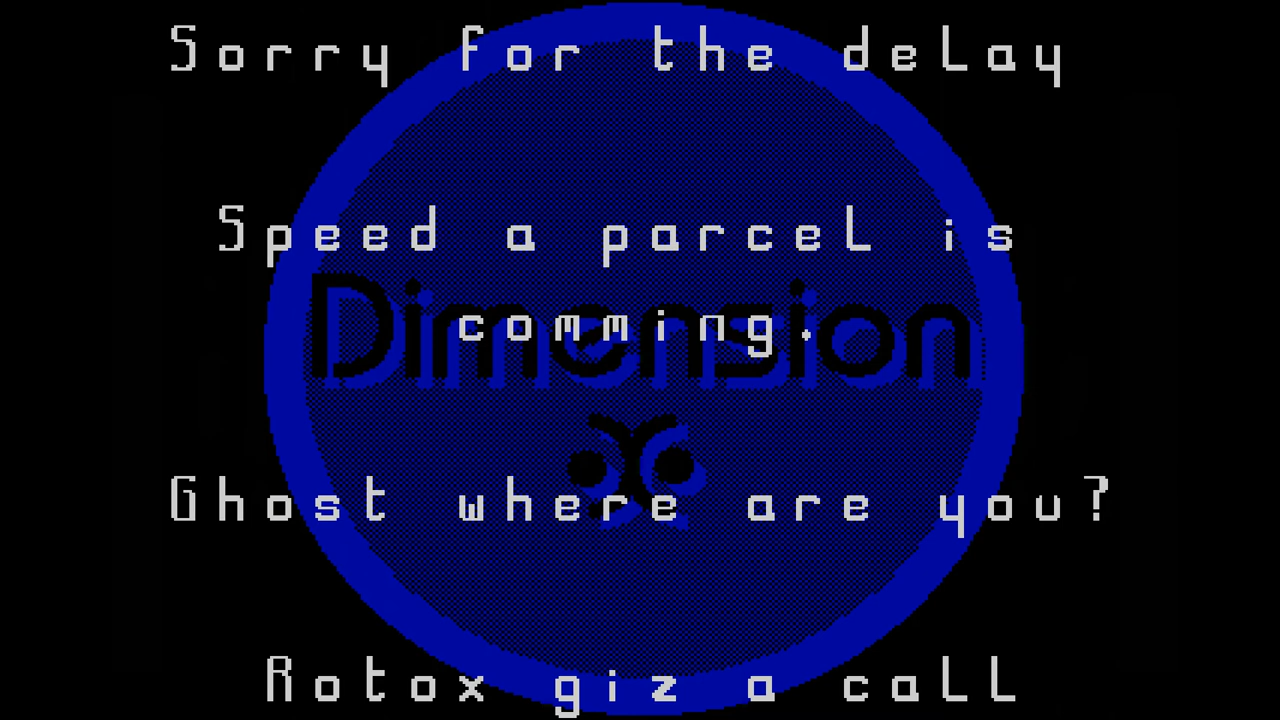 Sorry for the delay
Speed a parcel is
Dimension
comming.
X
Ghost where are you?
Rotox giz a call